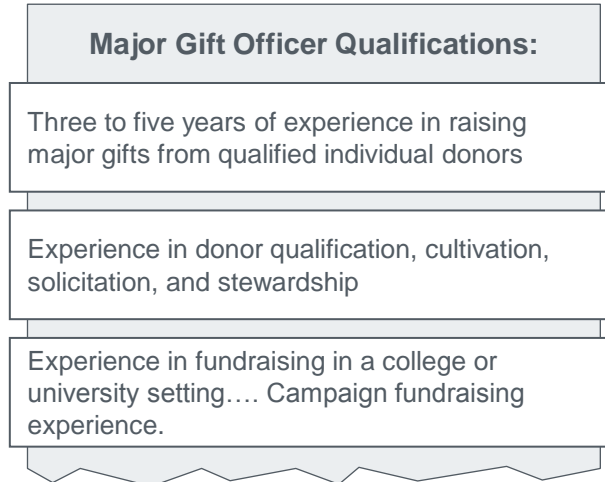 Major Gift Officer Qualifications:
Three to five years of experience in raising
major gifts from qualified individual donors
Experience in donor qualification, cultivation,
solicitation, and stewardship
Experience in fundraising in a college or
university setting…. Campaign fundraising
experience.